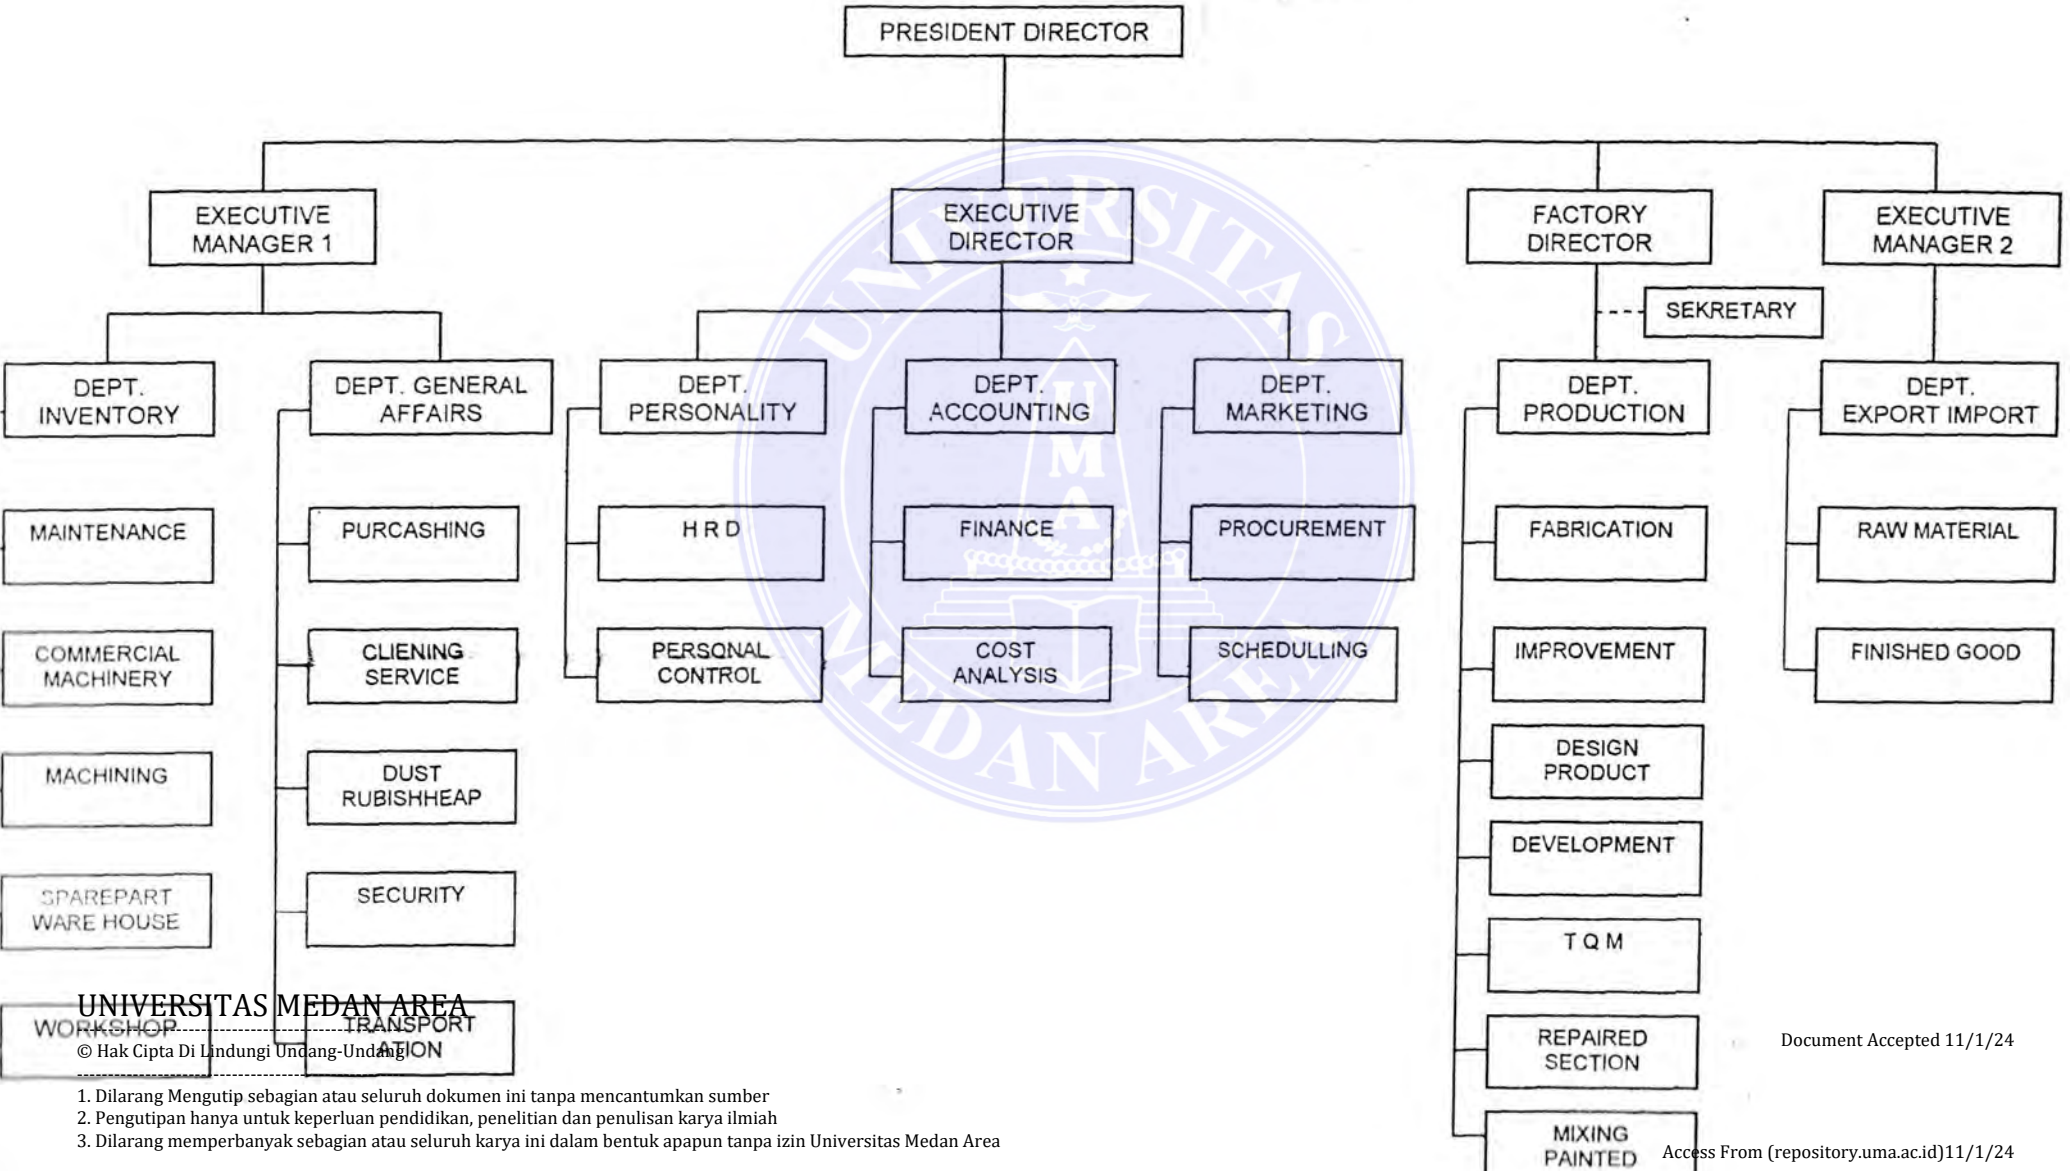 PRESIDENT DIRECTOR
EXECUTIVE
MANAGER 1
EXECUTIVE
DIRECTOR
FACTORY
DIRECTOR
EXECUTIVE
MANAGER 2
SEKRETARY
DEPT.
INVENTORY
DEPT. GENERAL
AFFAIRS
DEPT.
PERSONALITY
DEPT.
ACCOUNTING
DEPT.
MARKETING
DEPT.
PRODUCTION
DEPT.
EXPORT IMPORT
MAINTENANCE
PURCASHING
H R D
FINANCE
PROCUREMENT
FABRICATION
RAW MATERIAL
COMMERCIAL
MACHINERY
CLIENING
SERVICE
PERSONAL
CONTROL
COST
ANALYSIS
SCHEDULLING
IMPROVEMENT
FINISHED GOOD
MACHINING
DUST
RUBISHHEAP
DESIGN
PRODUCT
DEVELOPMENT
SPAREPART
WARE HOUSE
SECURITY
T Q M
WORKSHOP
TRANSPORT
ATION
REPAIRED
SECTION
MIXING
PAINTED
UNIVERSITAS
MEDAN AREA
UMA
UNIVERSITAS MEDAN AREA
© Hak Cipta Di Lindungi Undang-Undang
1. Dilarang Mengutip sebagian atau seluruh dokumen ini tanpa mencantumkan sumber
2. Pengutipan hanya untuk keperluan pendidikan, penelitian dan penulisan karya ilmiah
3. Dilarang memperbanyak sebagian atau seluruh karya ini dalam bentuk apapun tanpa izin Universitas Medan Area
Document Accepted 11/1/24
Access From (repository.uma.ac.id)11/1/24